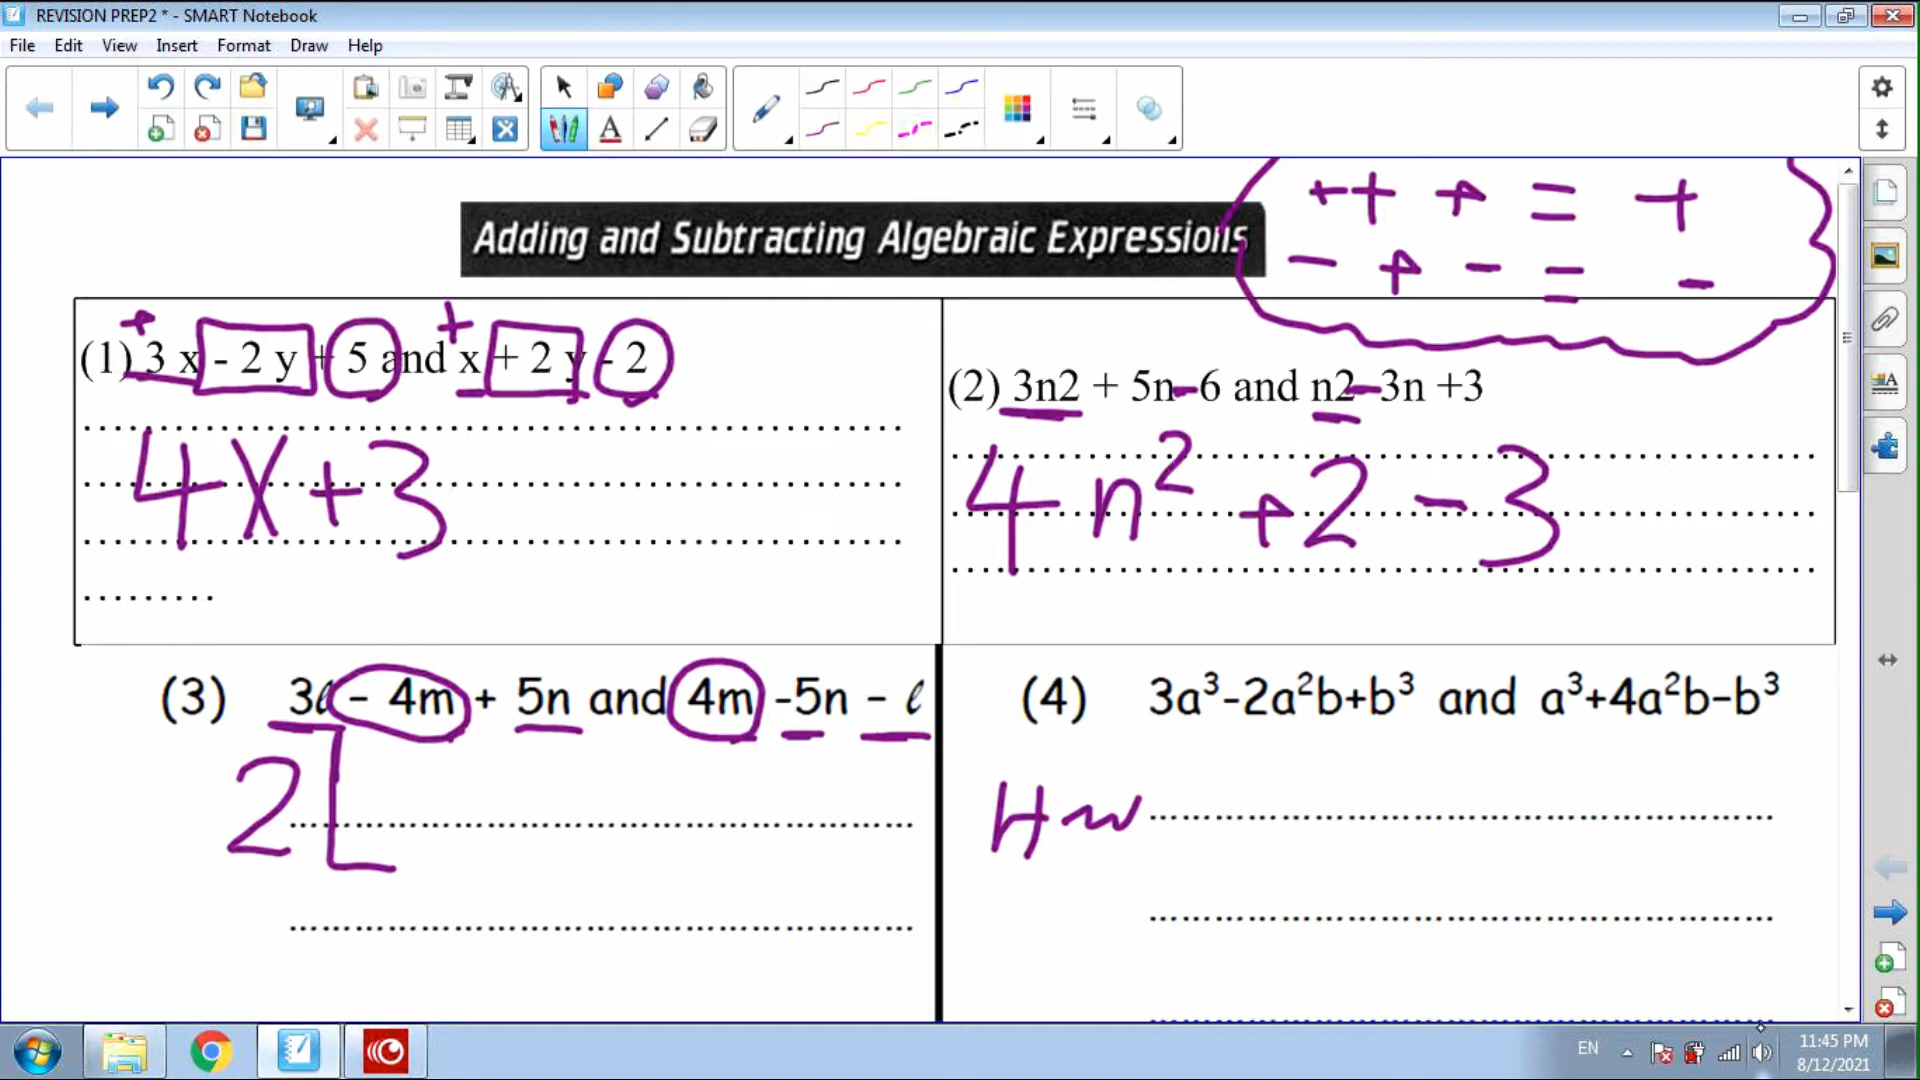 REVISION PREP2 * - SMART Notebook
File Edit View Insert Format Draw Help
Adding and Subtracting Algebraic Expressions
+ + + = +
- + - = -
+ +
(1) 3 x - 2 y + 5 and x + 2 y - 2
4x+3
(2) 3n2 + 5n-6 and n2-3n +3
4n² +2 -3
(3) 3ℓ - 4m + 5n and 4m -5n - ℓ
2ℓ
(4) 3a³-2a²b+b³ and a³+4a²b-b³
Hw
EN
11:45 PM
8/12/2021